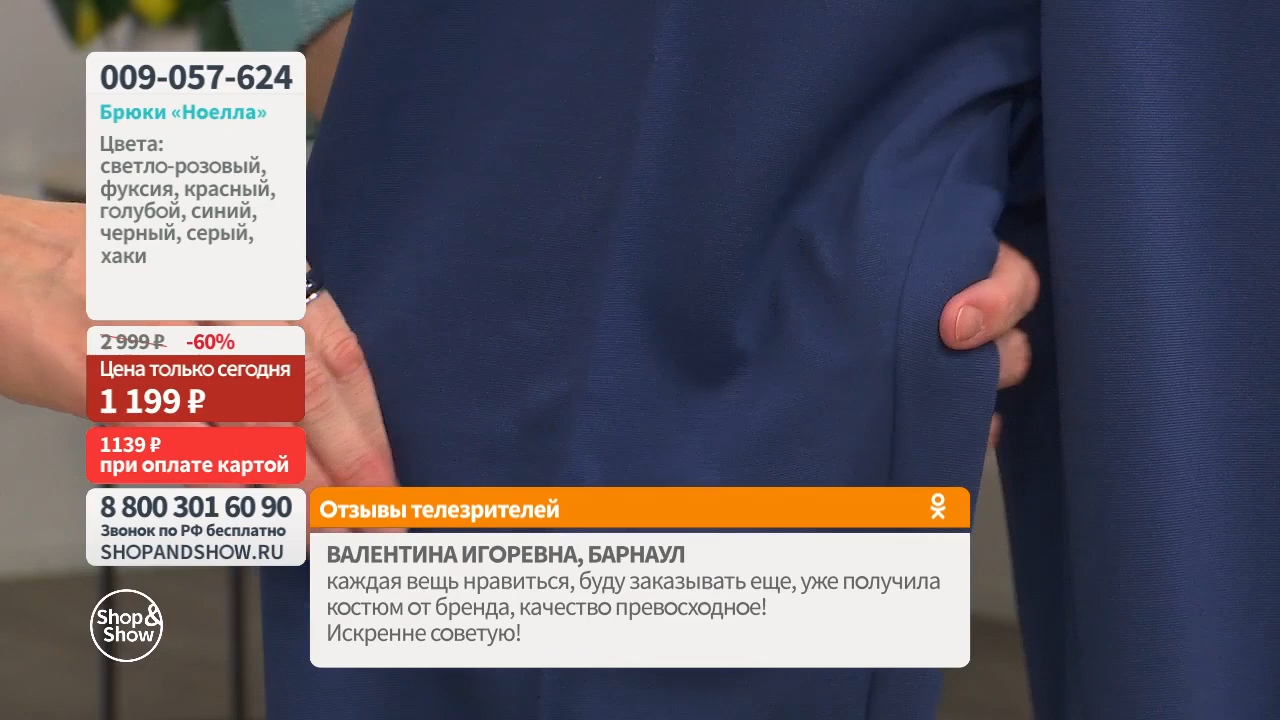 009-057-624
Брюки «Ноелла»
Цвета:
светло-розовый,
фуксия, красный,
голубой, синий,
черный, серый,
хаки
2 999 ₽ -60%
Цена только сегодня
1 199 ₽
1139 ₽
при оплате картой
8 800 301 60 90
Звонок по РФ бесплатно
SHOPANDSHOW.RU
Shop&
Show
Отзывы телезрителей
ВАЛЕНТИНА ИГОРЕВНА, БАРНАУЛ
каждая вещь нравиться, буду заказывать еще, уже получила
костюм от бренда, качество превосходное!
Искренне советую!